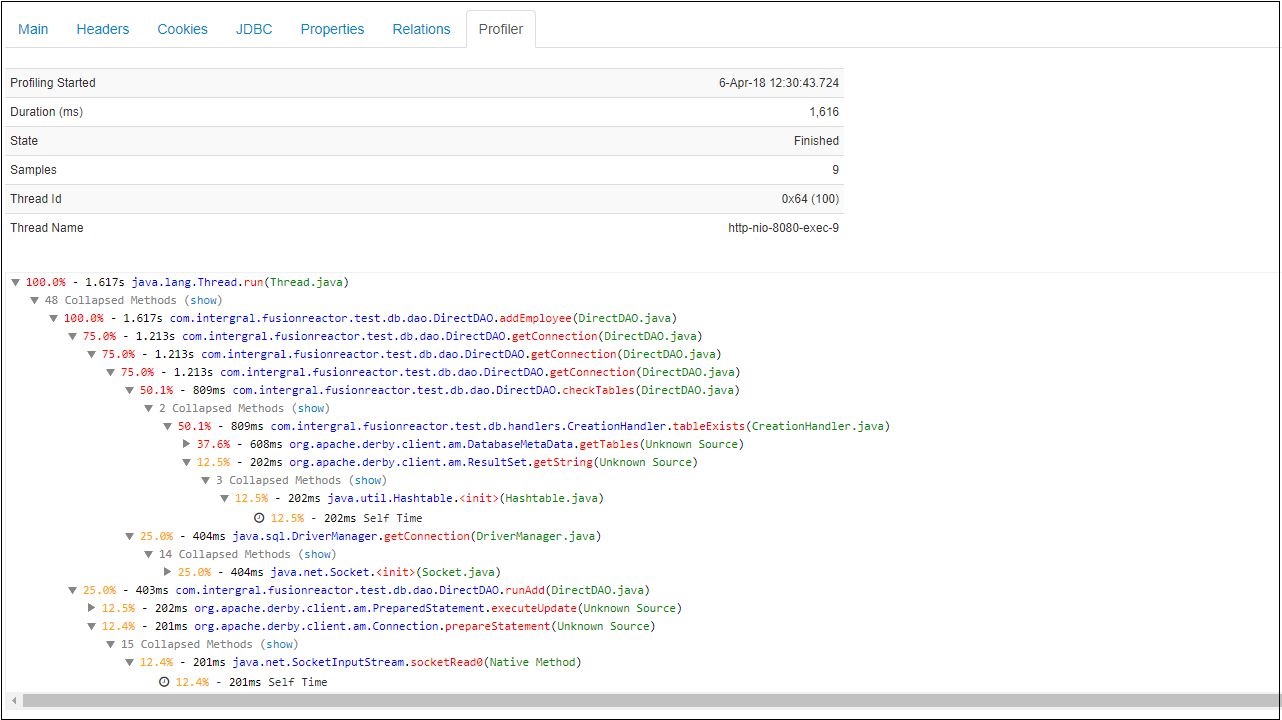 Main Headers Cookies JDBC Properties Relations Profiler
Profiling Started 6-Apr-18 12:30:43.724
Duration (ms) 1,616
State Finished
Samples 9
Thread Id 0x64 (100)
Thread Name http-nio-8080-exec-9
100.0% - 1.617s java.lang.Thread.run(Thread.java)
48 Collapsed Methods (show)
100.0% - 1.617s com.intergral.fusionreactor.test.db.dao.DirectDAO.addEmployee(DirectDAO.java)
75.0% - 1.213s com.intergral.fusionreactor.test.db.dao.DirectDAO.getConnection(DirectDAO.java)
75.0% - 1.213s com.intergral.fusionreactor.test.db.dao.DirectDAO.getConnection(DirectDAO.java)
75.0% - 1.213s com.intergral.fusionreactor.test.db.dao.DirectDAO.getConnection(DirectDAO.java)
50.1% - 809ms com.intergral.fusionreactor.test.db.dao.DirectDAO.checkTables(DirectDAO.java)
2 Collapsed Methods (show)
50.1% - 809ms com.intergral.fusionreactor.test.db.handlers.CreationHandler.tableExists(CreationHandler.java)
37.6% - 608ms org.apache.derby.client.am.DatabaseMetaData.getTables(Unknown Source)
12.5% - 202ms org.apache.derby.client.am.ResultSet.getString(Unknown Source)
3 Collapsed Methods (show)
12.5% - 202ms java.util.Hashtable.<init>(Hashtable.java)
12.5% - 202ms Self Time
25.0% - 404ms java.sql.DriverManager.getConnection(DriverManager.java)
14 Collapsed Methods (show)
25.0% - 404ms java.net.Socket.<init>(Socket.java)
25.0% - 403ms com.intergral.fusionreactor.test.db.dao.DirectDAO.runAdd(DirectDAO.java)
12.5% - 202ms org.apache.derby.client.am.PreparedStatement.executeUpdate(Unknown Source)
12.4% - 201ms org.apache.derby.client.am.Connection.prepareStatement(Unknown Source)
15 Collapsed Methods (show)
12.4% - 201ms java.net.SocketInputStream.socketRead0(Native Method)
12.4% - 201ms Self Time